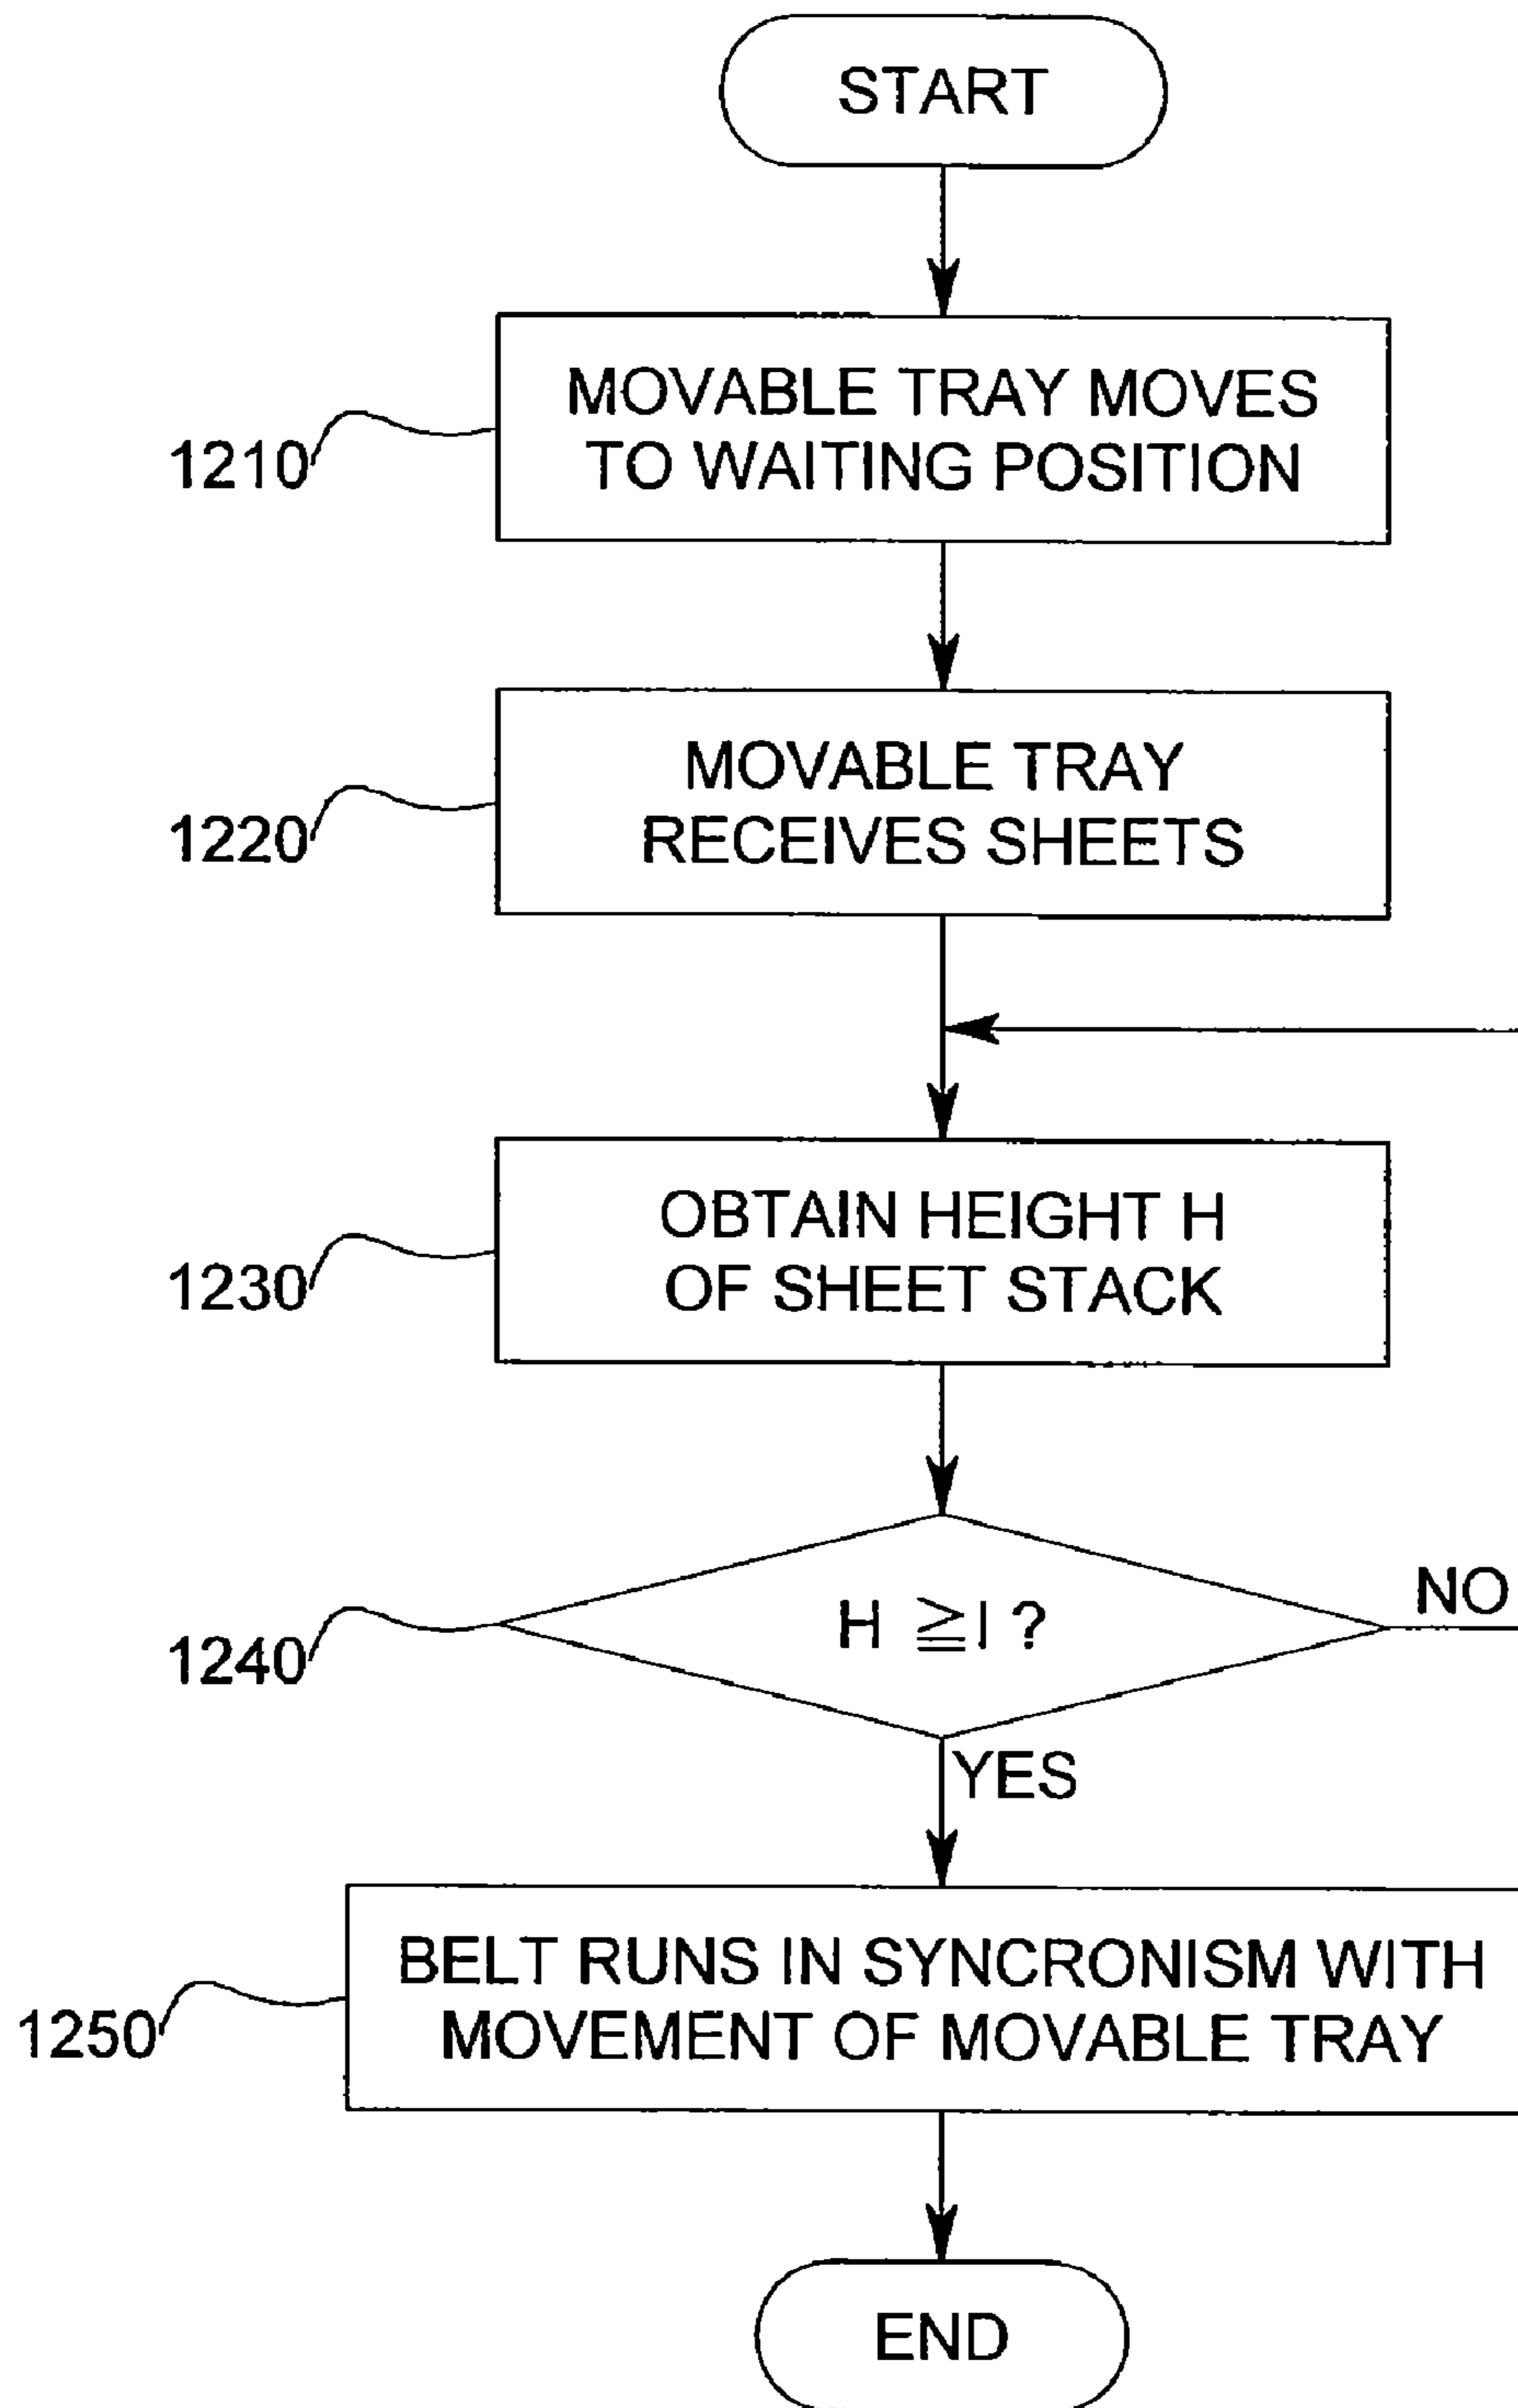 START
MOVABLE TRAY MOVES
TO WAITING POSITION
1210
MOVABLE TRAY
RECEIVES SHEETS
1220
OBTAIN HEIGHT H
OF SHEET STACK
1230
H ≧ I ?
NO
1240
YES
BELT RUNS IN SYNCRONISM WITH
MOVEMENT OF MOVABLE TRAY
1250
END